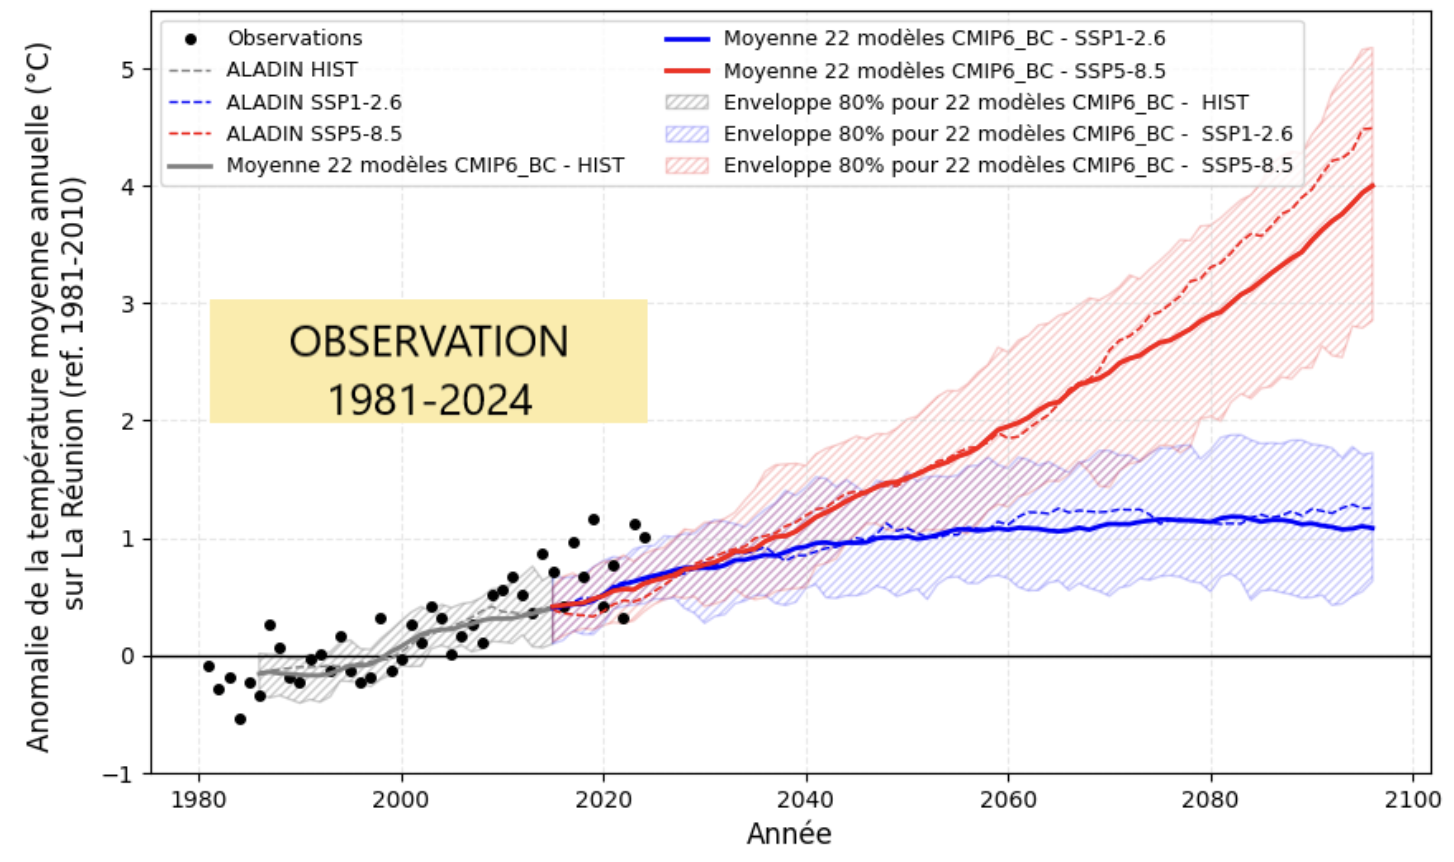 Anomalie de la température moyenne annuelle (°C)
sur La Réunion (ref. 1981-2010)
5
4
3
2
1
0
−1
Observations
ALADIN HIST
ALADIN SSP1-2.6
ALADIN SSP5-8.5
Moyenne 22 modèles CMIP6_BC - HIST
Moyenne 22 modèles CMIP6_BC - SSP1-2.6
Moyenne 22 modèles CMIP6_BC - SSP5-8.5
Enveloppe 80% pour 22 modèles CMIP6_BC -  HIST
Enveloppe 80% pour 22 modèles CMIP6_BC -  SSP1-2.6
Enveloppe 80% pour 22 modèles CMIP6_BC -  SSP5-8.5
OBSERVATION
1981-2024
1980 2000 2020 2040 2060 2080 2100
Année